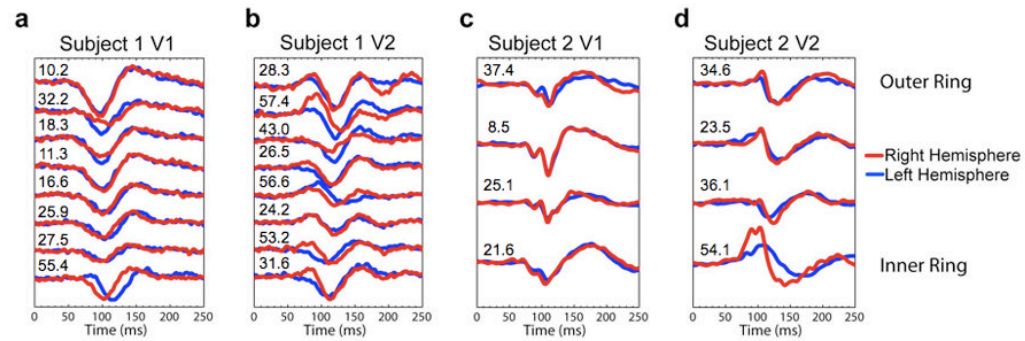 a
Subject 1 V1
10.2
32.2
18.3
11.3
16.6
25.9
27.5
55.4
0 50 100 150 200 250
Time (ms)
b
Subject 1 V2
28.3
57.4
43.0
26.5
56.6
24.2
53.2
31.6
0 50 100 150 200 250
Time (ms)
c
Subject 2 V1
37.4
8.5
25.1
21.6
0 50 100 150 200 250
Time (ms)
d
Subject 2 V2
34.6
23.5
36.1
54.1
0 50 100 150 200 250
Time (ms)
Outer Ring
Right Hemisphere
Left Hemisphere
Inner Ring